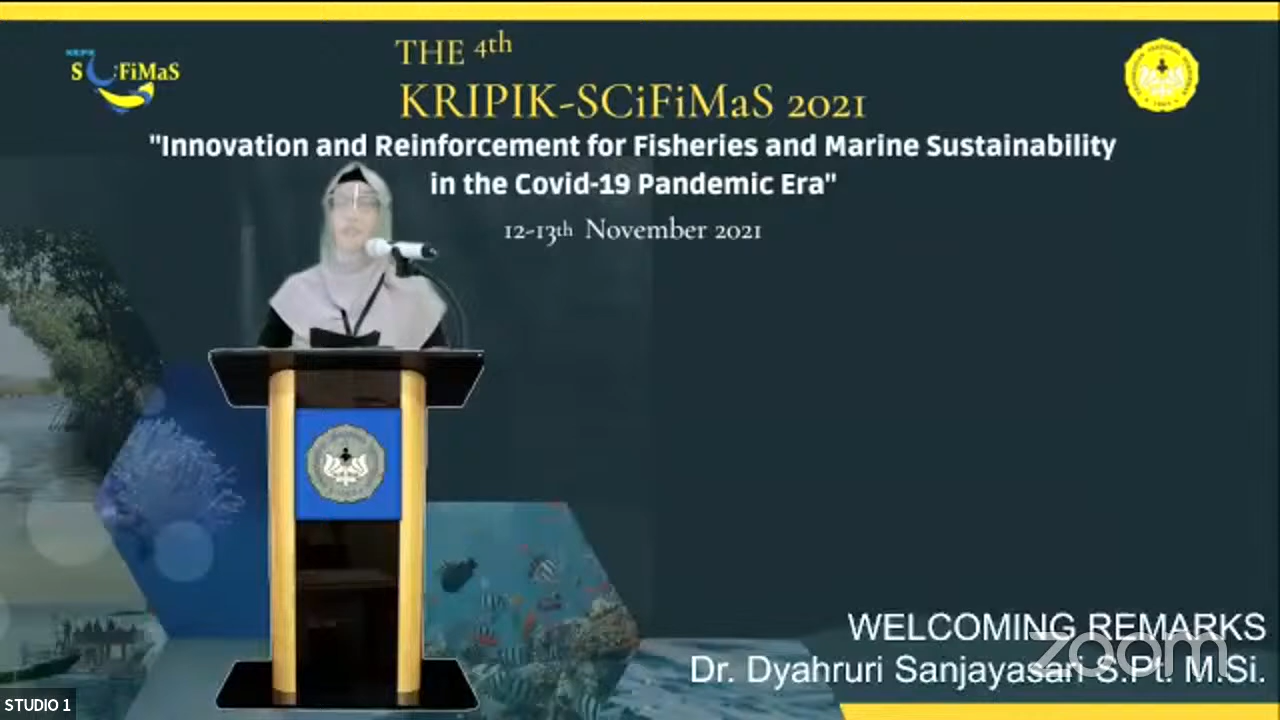 KRIPIK
SCiFiMaS
THE 4th
KRIPIK-SCiFiMaS 2021
"Innovation and Reinforcement for Fisheries and Marine Sustainability
in the Covid-19 Pandemic Era"
12-13th November 2021
WELCOMING REMARKS
zoom
Dr. Dyahruri Sanjayasari S.Pt. M.Si.
STUDIO 1